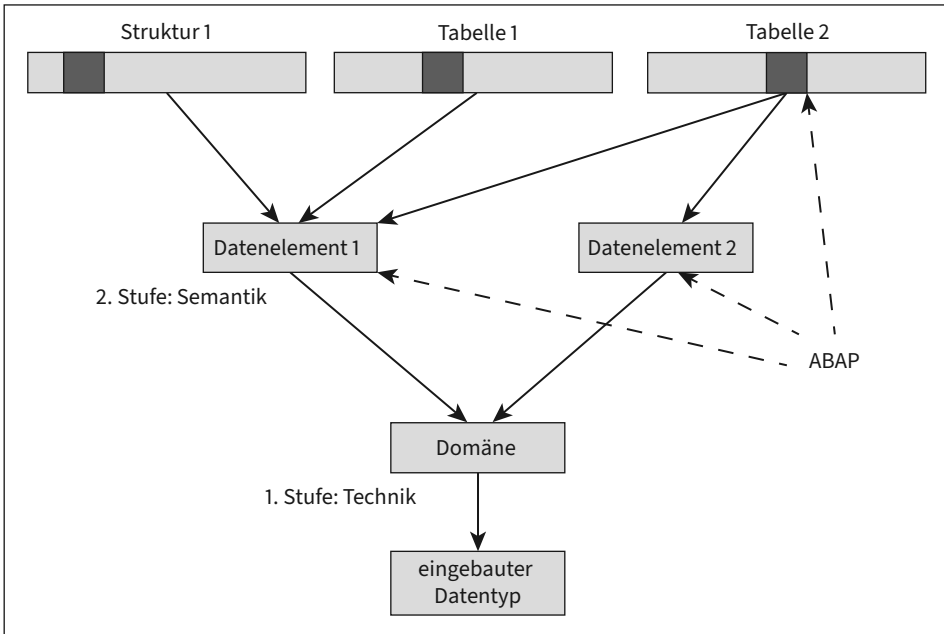 Struktur 1
Tabelle 1
Tabelle 2
Datenelement 1
Datenelement 2
2. Stufe: Semantik
ABAP
Domäne
1. Stufe: Technik
eingebauter
Datentyp